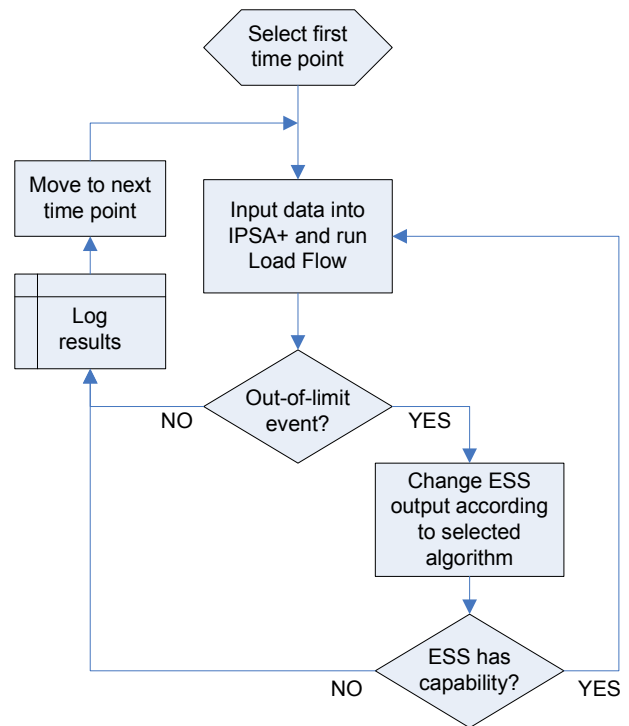 Select first
time point
Move to next
time point
Input data into
IPSA+ and run
Load Flow
Log
results
Out-of-limit
event?
NO
YES
Change ESS
output according
to selected
algorithm
ESS has
capability?
NO
YES